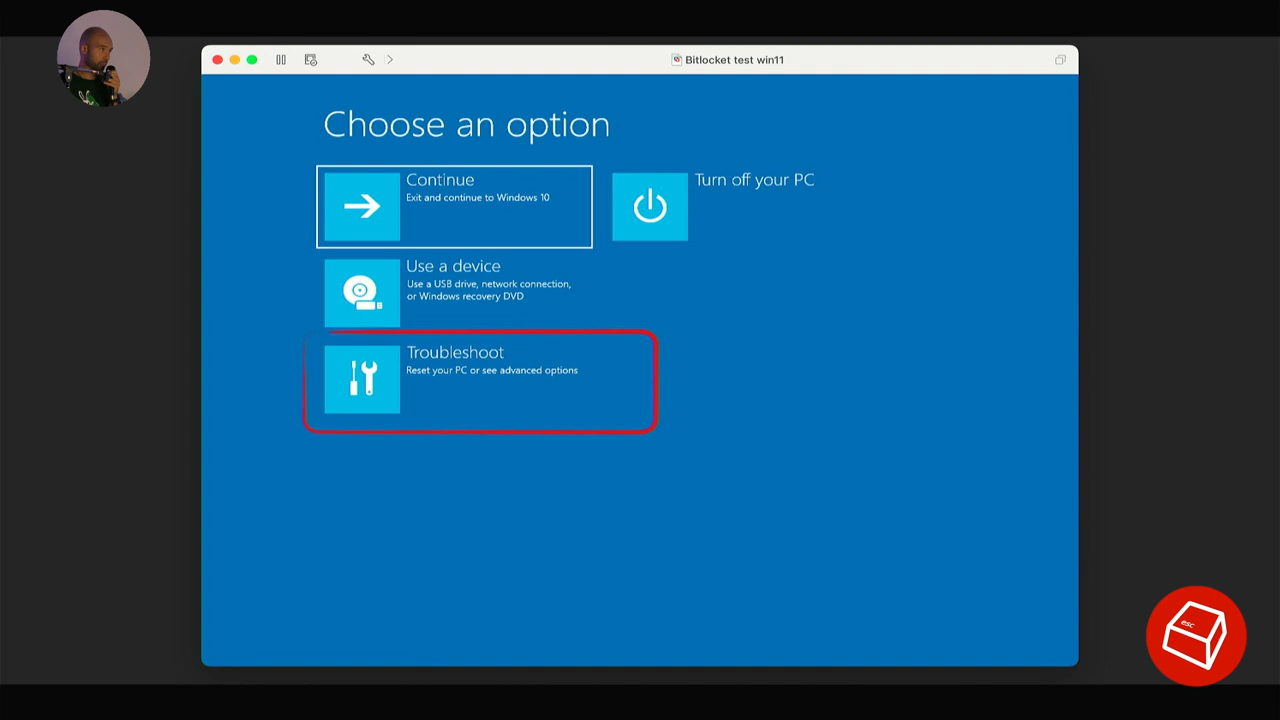 Bitlocket test win11
Choose an option
Continue
Exit and continue to Windows 10
Turn off your PC
Use a device
Use a USB drive, network connection,
or Windows recovery DVD
Troubleshoot
Reset your PC or see advanced options
esc